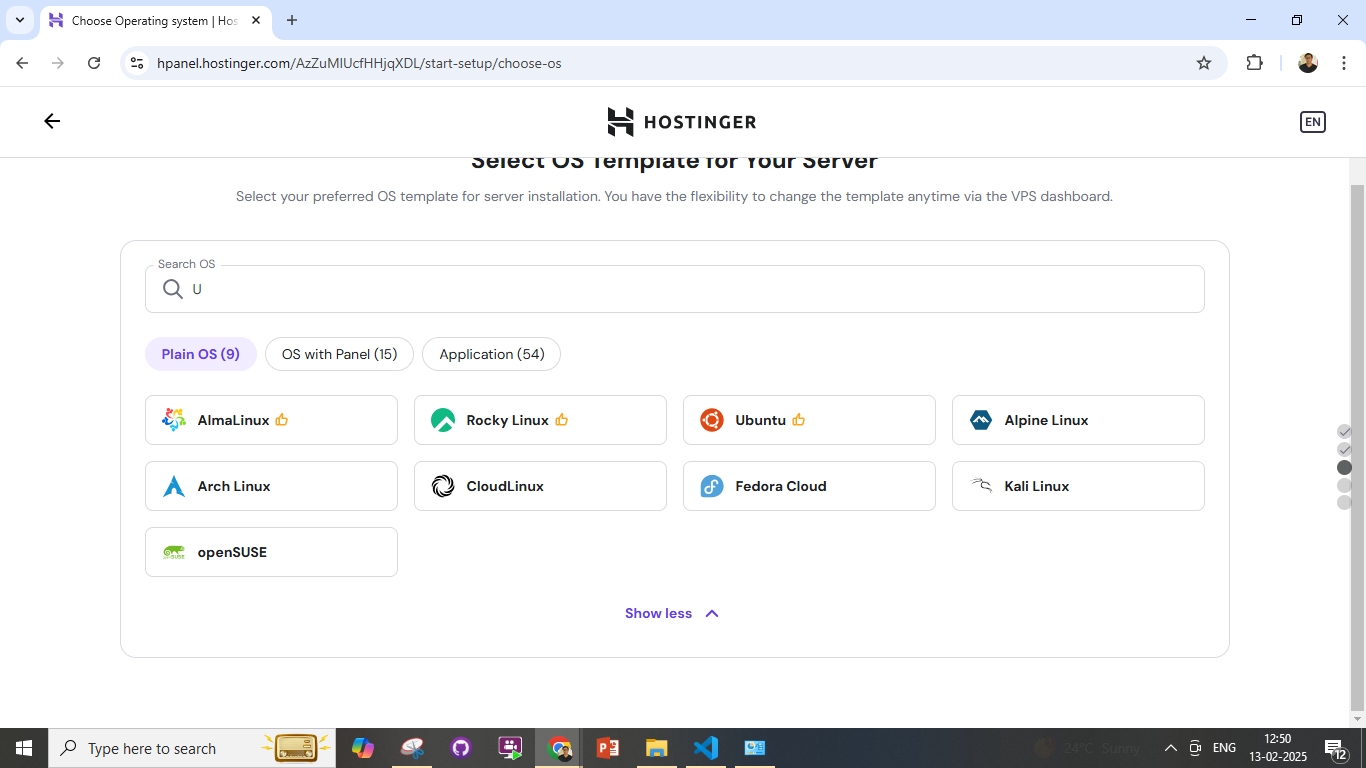 Choose Operating system | Hos
hpanel.hostinger.com/AzZuMlUcfHHjqXDL/start-setup/choose-os
HOSTINGER
EN
Select OS Template for Your Server
Select your preferred OS template for server installation. You have the flexibility to change the template anytime via the VPS dashboard.
Search OS
U
Plain OS (9)
OS with Panel (15)
Application (54)
AlmaLinux
Rocky Linux
Ubuntu
Alpine Linux
Arch Linux
CloudLinux
Fedora Cloud
Kali Linux
openSUSE
Show less
Type here to search
24°C Sunny
ENG
12:50
13-02-2025
12